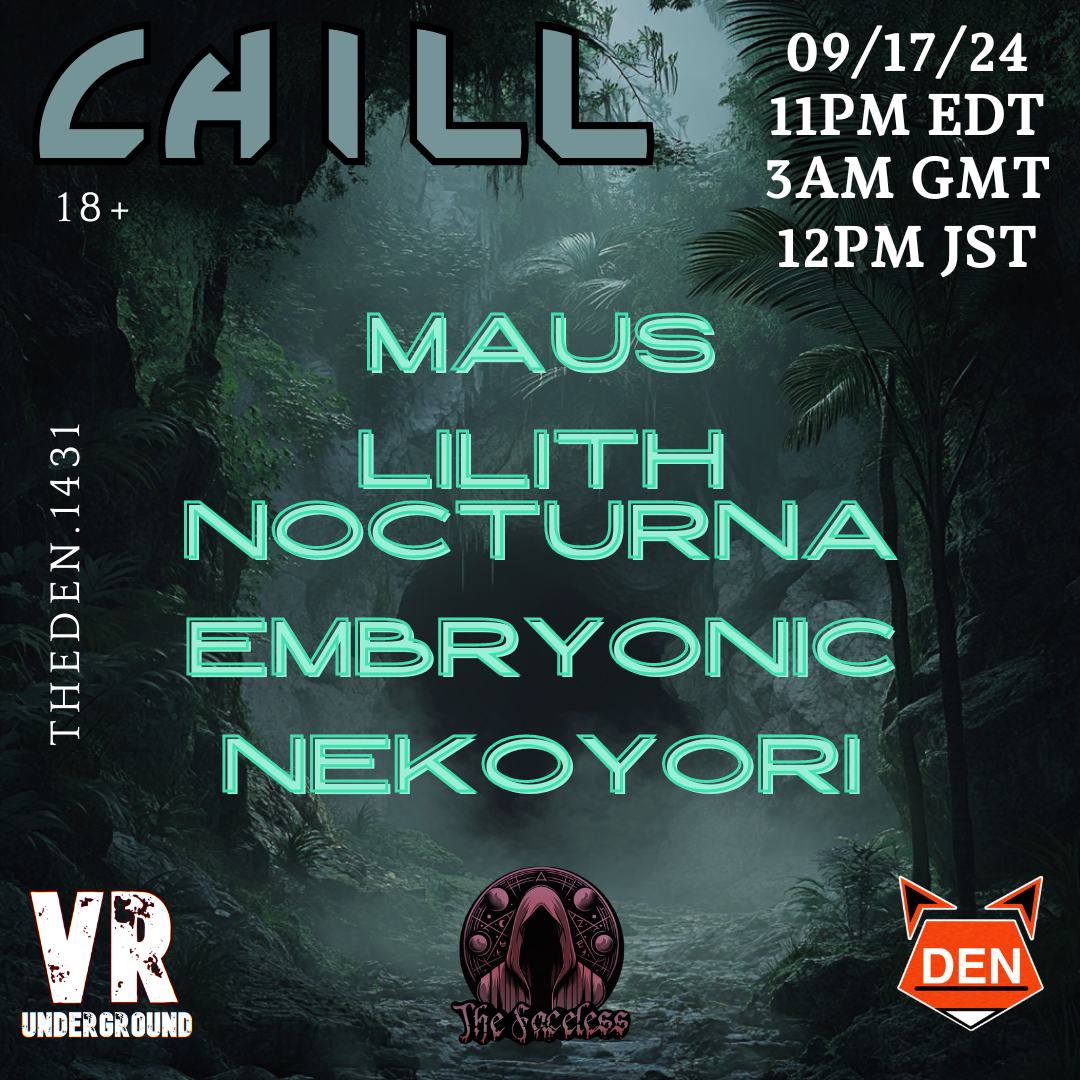 CHILL
18+
09/17/24
11PM EDT
3AM GMT
12PM JST
MAUS
LILITH
NOCTURNA
EMBRYONIC
NEKOYORI
THEDEN.1431
VR
UNDERGROUND
The Faceless
DEN